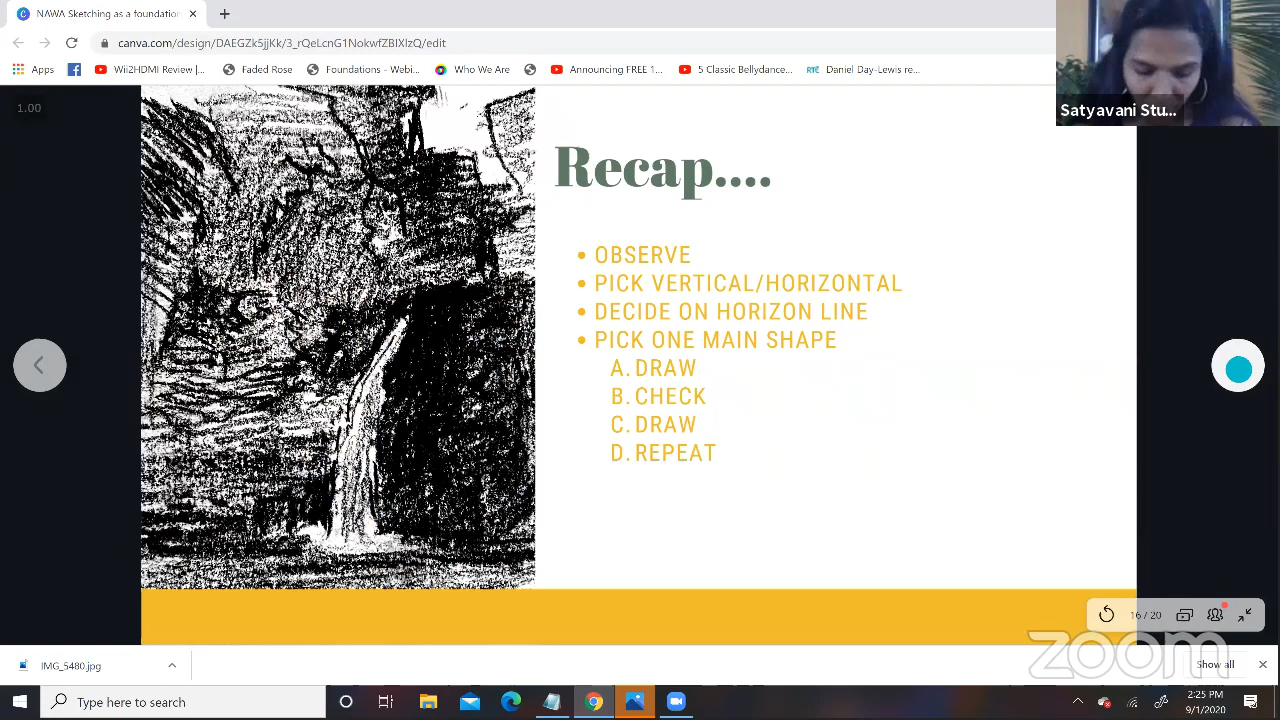 NAWA Sketching as a foundation
canva.com/design/DAEGZk5jjKk/3_rQeLcnG1NokwfZBIXIzQ/edit
Apps
Wii2HDMI Review |...
Faded Rose
Foundations - Webi...
Who We Are
Announcing FREE 1...
5 Classic Bellydance...
RTÉ
Daniel Day-Lewis re...
Satyavani Stu...
1.00
Recap....
• OBSERVE
• PICK VERTICAL/HORIZONTAL
• DECIDE ON HORIZON LINE
• PICK ONE MAIN SHAPE
A. DRAW
B. CHECK
C. DRAW
D. REPEAT
16 / 20
zoom
IMG_5480.jpg
Show all
Type here to search
2:25 PM
9/1/2020